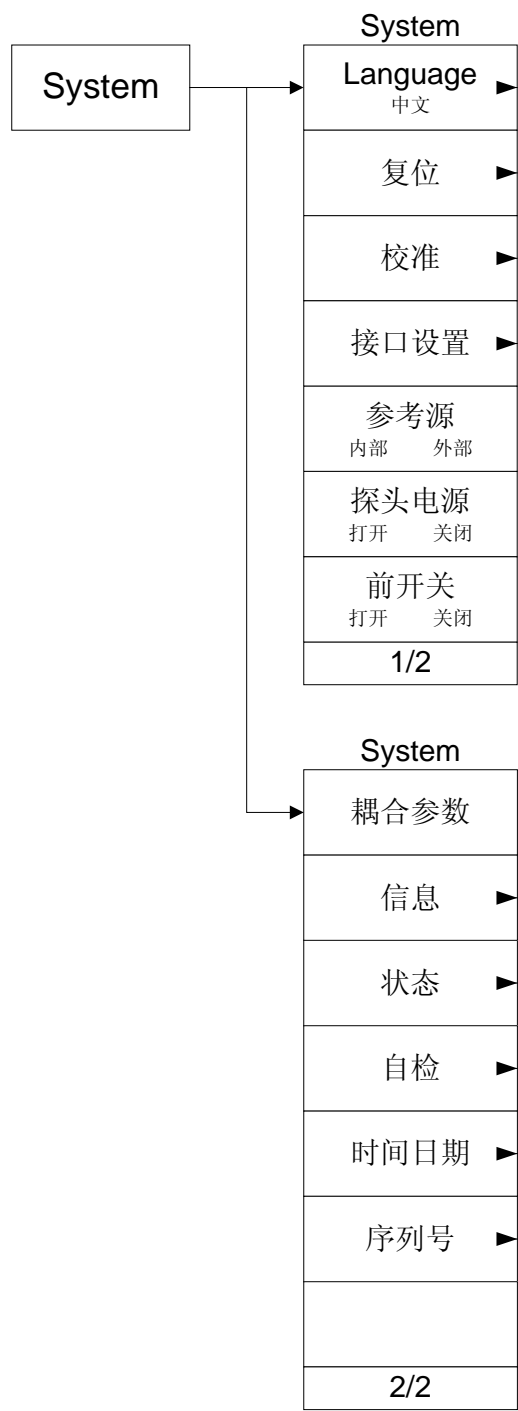 System
System
Language
中文
复位
校准
接口设置
参考源
内部 外部
探头电源
打开 关闭
前开关
打开 关闭
1/2
System
耦合参数
信息
状态
自检
时间日期
序列号
2/2